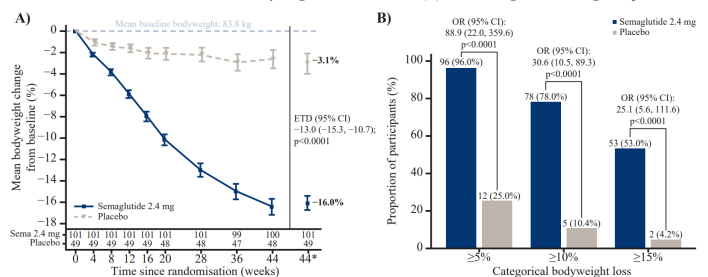 A)
Mean baseline bodyweight: 83.8 kg
Mean bodyweight change
from baseline (%)
0
−2
−4
−6
−8
−10
−12
−14
−16
−18
−3.1%
ETD (95% CI)
−13.0 (−15.3, −10.7);
p<0.0001
−16.0%
Semaglutide 2.4 mg
Placebo
Sema 2.4 mg 101 101 101 101 101 101 101 99 100 101
Placebo 49 49 49 49 49 48 48 47 48 49
0 4 8 12 16 20 28 36 44 44*
Time since randomisation (weeks)
B)
Semaglutide 2.4 mg
Placebo
Proportion of participants (%)
100
80
60
40
20
0
OR (95% CI):
88.9 (22.0, 359.6)
p<0.0001
96 (96.0%)
12 (25.0%)
OR (95% CI):
30.6 (10.5, 89.3)
p<0.0001
78 (78.0%)
5 (10.4%)
OR (95% CI):
25.1 (5.6, 111.6)
p<0.0001
53 (53.0%)
2 (4.2%)
≥5% ≥10% ≥15%
Categorical bodyweight loss